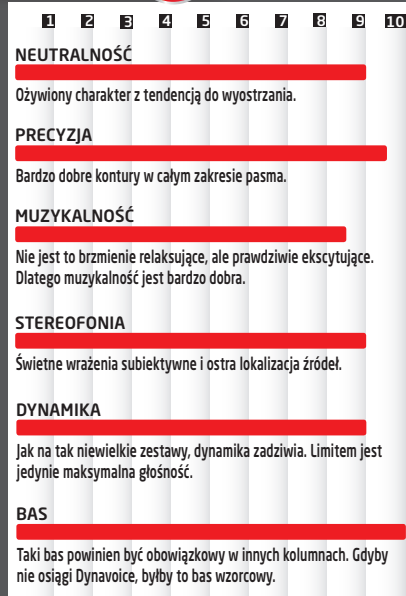 1 2 3 4 5 6 7 8 9 10
NEUTRALNOŚĆ
Ożywiony charakter z tendencją do wyostrzania.
PRECYZJA
Bardzo dobre kontury w całym zakresie pasma.
MUZYKALNOŚĆ
Nie jest to brzmienie relaksujące, ale prawdziwie ekscytujące.
Dlatego muzykalność jest bardzo dobra.
STEREOFONIA
Świetne wrażenia subiektywne i ostra lokalizacja źródeł.
DYNAMIKA
Jak na tak niewielkie zestawy, dynamika zadziwia. Limitem jest
jedynie maksymalna głośność.
BAS
Taki bas powinien być obowiązkowy w innych kolumnach. Gdyby
nie osiągi Dynavoice, byłby to bas wzorcowy.